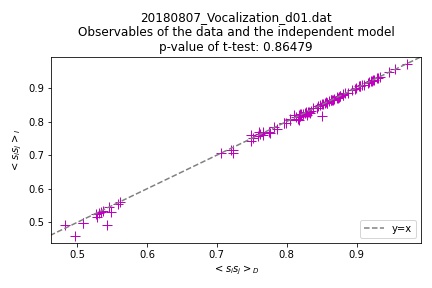 20180807_Vocalization_d01.dat
Observables of the data and the independent model
p-value of t-test: 0.86479
0.9
0.8
0.7
0.6
0.5
< s_i s_j >_I
0.5 0.6 0.7 0.8 0.9
< s_i s_j >_D
y=x